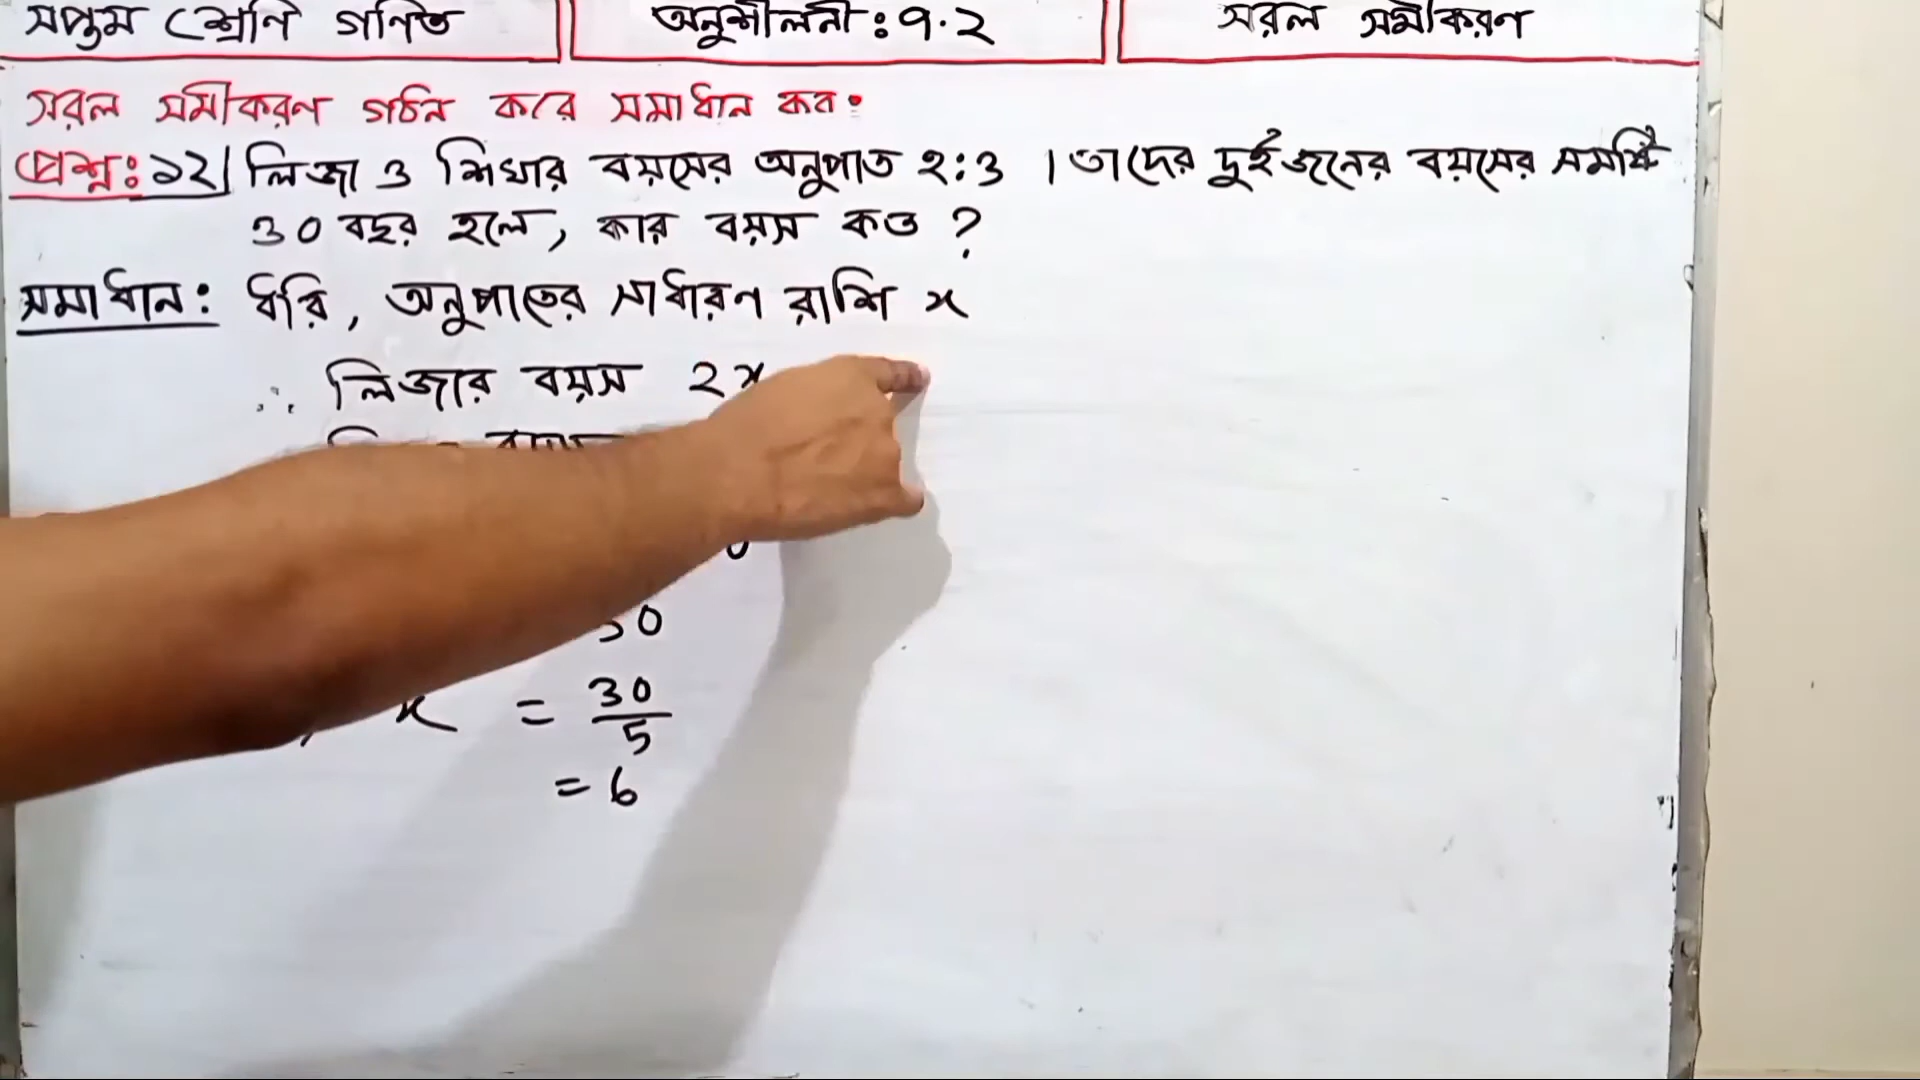 সপ্তম শ্রেণি গণিত
অনুশীলনী: ৭.২
সরল সমীকরণ
সরল সমীকরণ গঠন করে সমাধান কর।
প্রশ্ন: ১২| লিজা ও শিখার বয়সের অনুপাত ২:৩ । তাদের দুইজনের বয়সের সমষ্টি
30 বছর হলে, কার বয়স কত ?
সমাধান: ধরি, অনুপাতের সাধারণ রাশি x
∴ লিজার বয়স 2x
30
x = 30/5
= 6